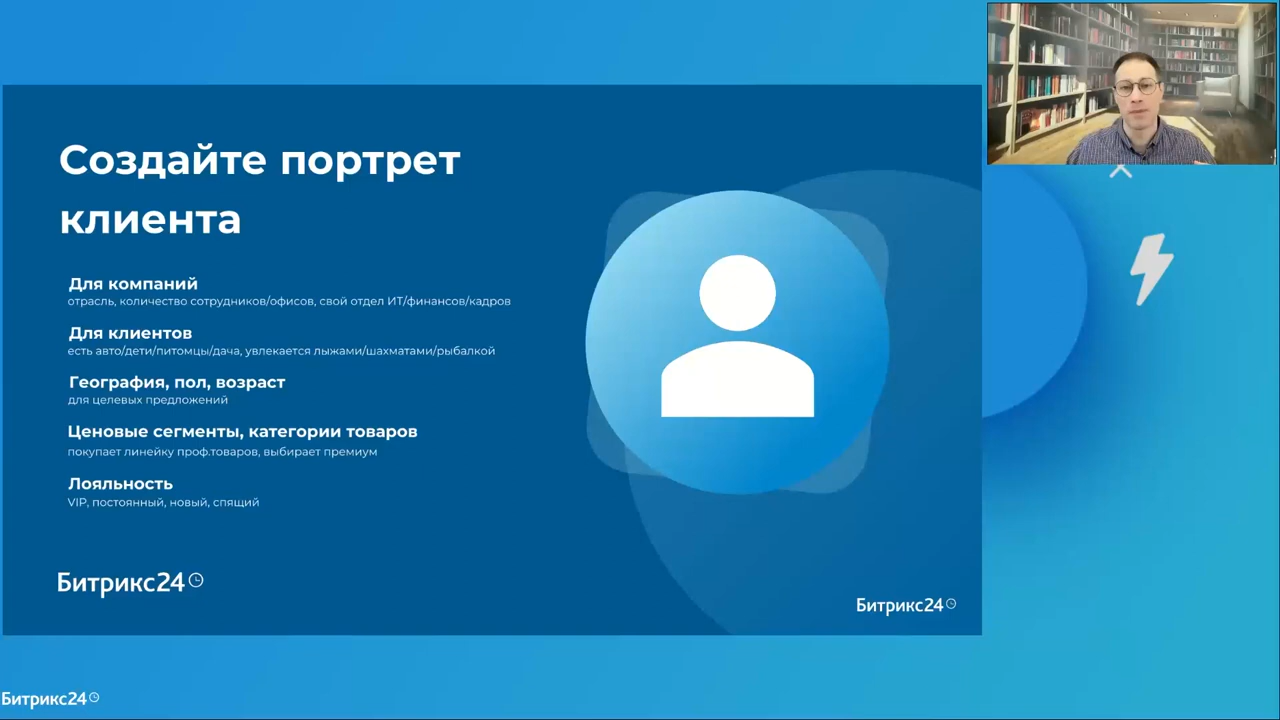 Создайте портрет
клиента
Для компаний
отрасль, количество сотрудников/офисов, свой отдел ИТ/финансов/кадров
Для клиентов
есть авто/дети/питомцы/дача, увлекается лыжами/шахматами/рыбалкой
География, пол, возраст
для целевых предложений
Ценовые сегменты, категории товаров
покупает линейку проф.товаров, выбирает премиум
Лояльность
VIP, постоянный, новый, спящий
Битрикс24
Битрикс24
Битрикс24